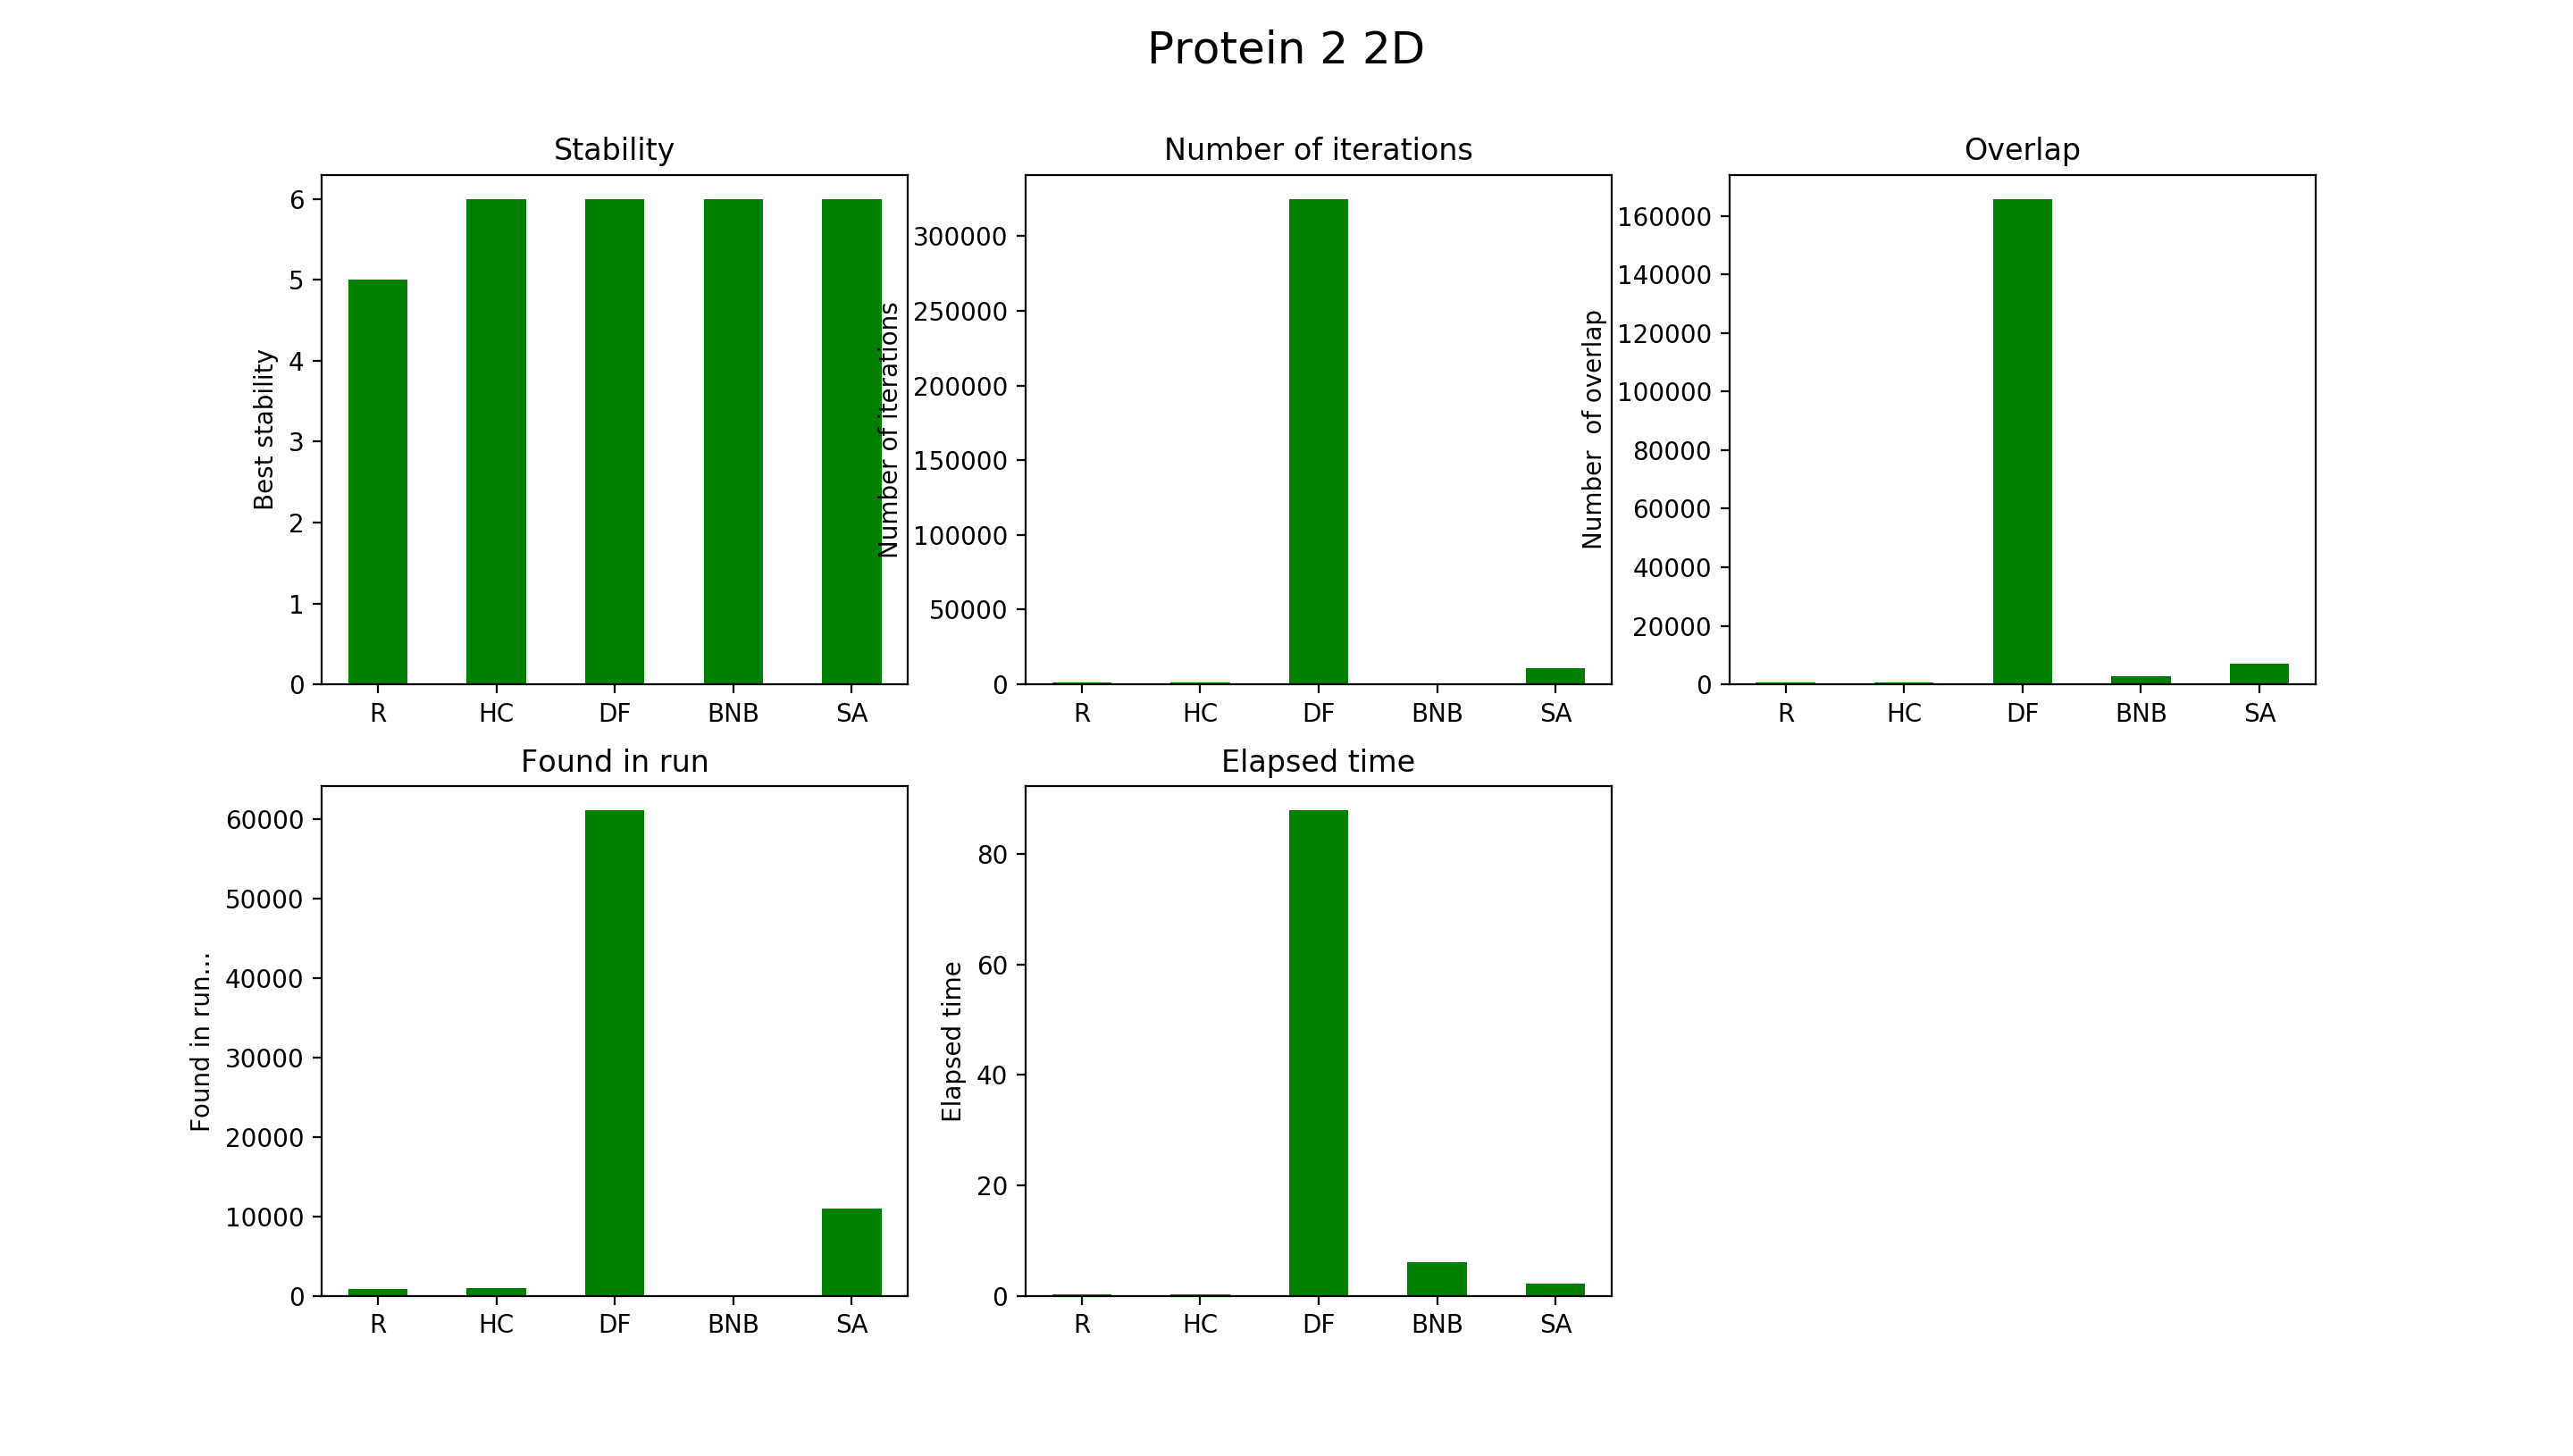 Protein 2 2D
Stability
Best stability
6
5
4
3
2
1
0
R HC DF BNB SA
Number of iterations
Number of iterations
300000
250000
200000
150000
100000
50000
0
R HC DF BNB SA
Overlap
Number of overlap
160000
140000
120000
100000
80000
60000
40000
20000
0
R HC DF BNB SA
Found in run
Found in run...
60000
50000
40000
30000
20000
10000
0
R HC DF BNB SA
Elapsed time
Elapsed time
80
60
40
20
0
R HC DF BNB SA